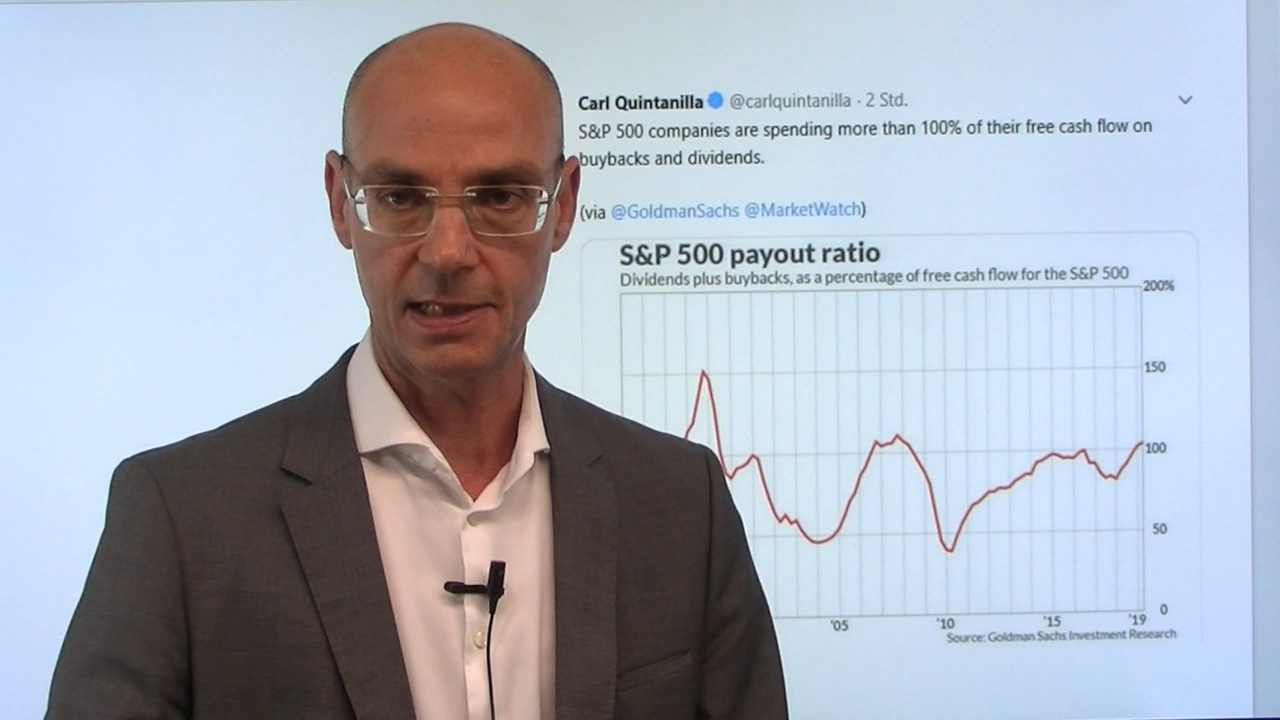 Carl Quintanilla @carlquintanilla · 2 Std.
S&P 500 companies are spending more than 100% of their free cash flow on
buybacks and dividends.
(via @GoldmanSachs @MarketWatch)
S&P 500 payout ratio
Dividends plus buybacks, as a percentage of free cash flow for the S&P 500
200%
150
100
50
0
'05 '10 '15 '19
Source: Goldman Sachs Investment Research